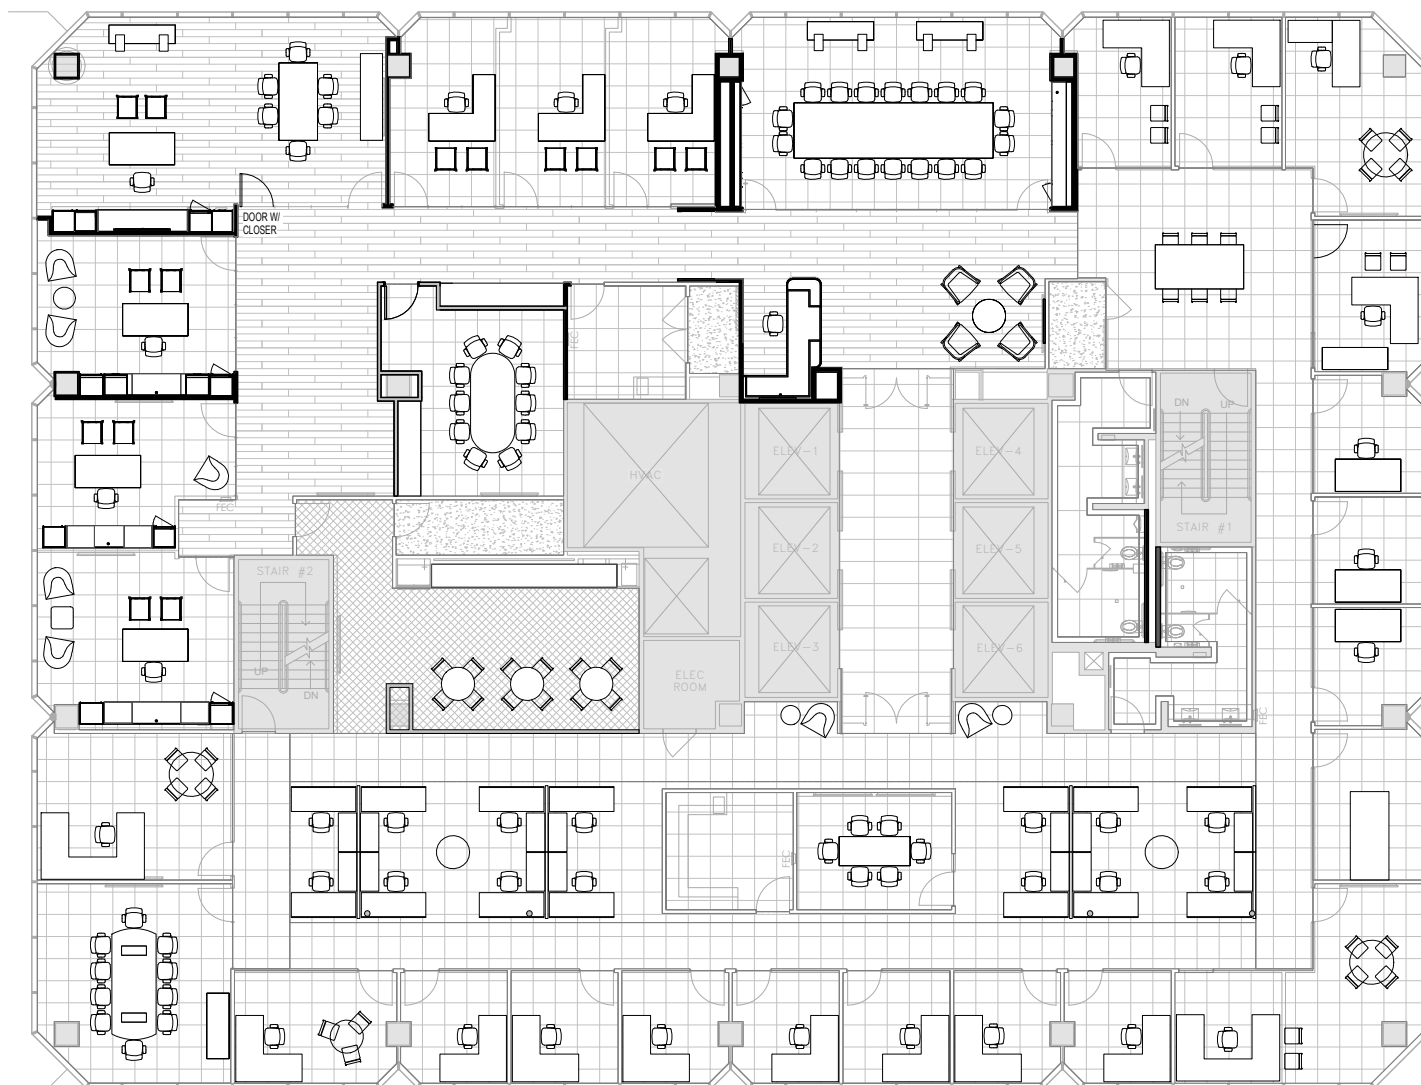 DOOR W/
CLOSER
FEC
DN
UP
ELEV-1
ELEV-4
HVAC
FEC
STAIR #1
ELEV-2
ELEV-5
STAIR #2
ELEV-3
ELEV-6
UP
ELEC
ROOM
DN
FEC
FEC